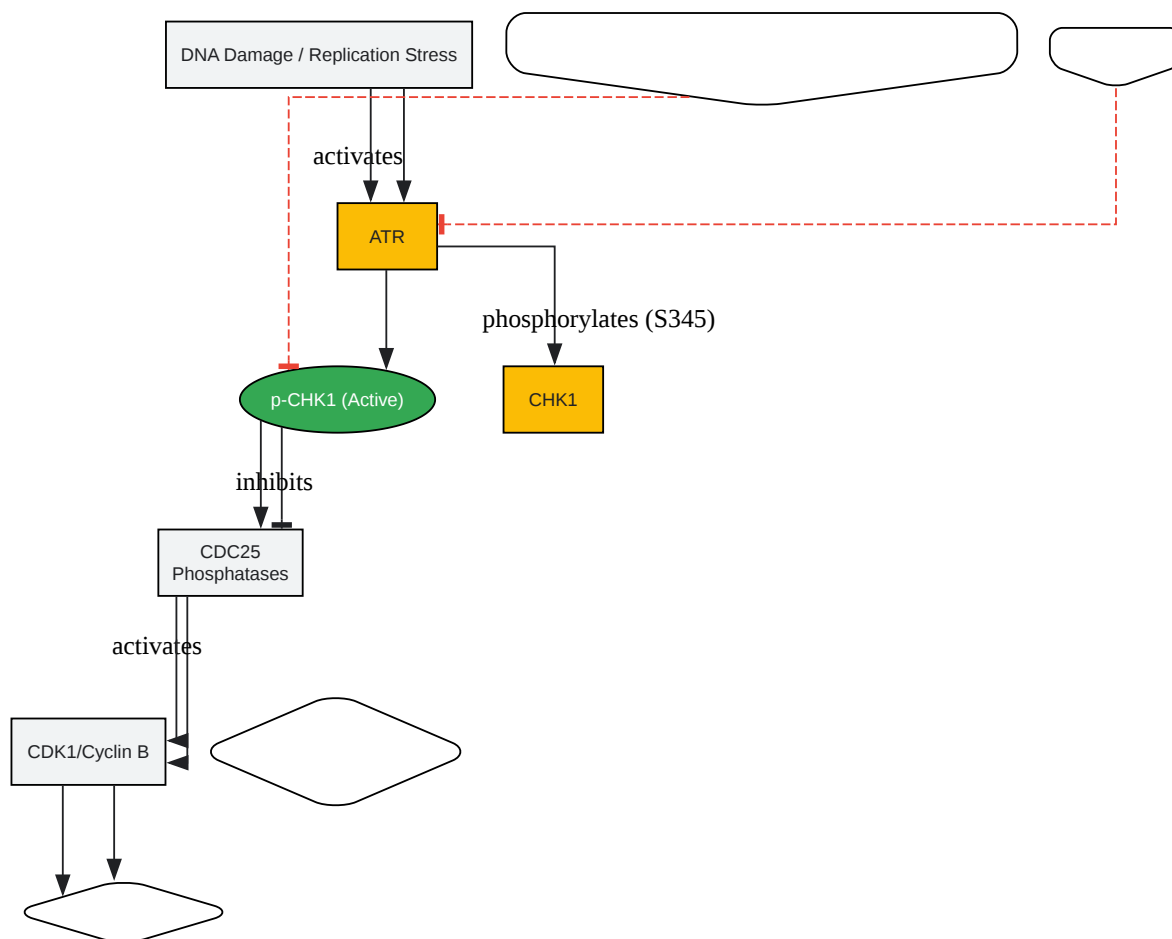 DNA Damage / Replication Stress
activates
ATR
phosphorylates (S345)
p-CHK1 (Active)
CHK1
inhibits
CDC25
Phosphatases
activates
CDK1/Cyclin B